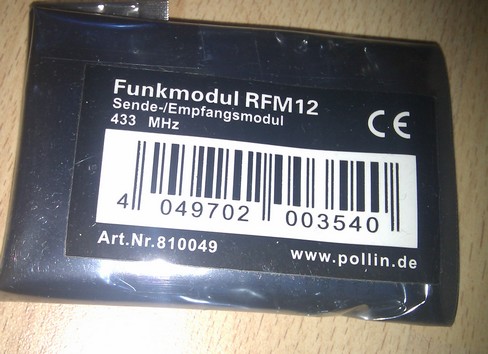 Funkmodul RFM12
Sende-/Empfangsmodul
433 MHz
CE
4 049702 003540
Art.Nr.810049
www.pollin.de